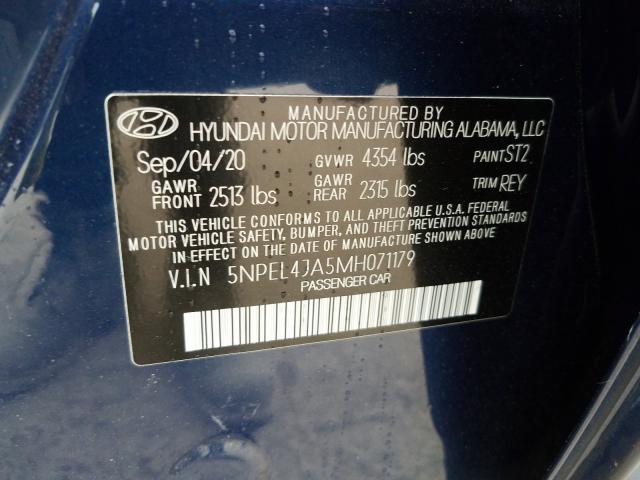 MANUFACTURED BY
HYUNDAI MOTOR MANUFACTURING ALABAMA, LLC
Sep/04/20 GVWR 4354 lbs PAINT ST2
GAWR FRONT 2513 lbs GAWR REAR 2315 lbs TRIM REY
THIS VEHICLE CONFORMS TO ALL APPLICABLE U.S.A. FEDERAL
MOTOR VEHICLE SAFETY, BUMPER, AND THEFT PREVENTION STANDARDS
IN EFFECT ON THE DATE OF MANUFACTURE SHOWN ABOVE.
V.I.N 5NPEL4JA5MH071179
PASSENGER CAR